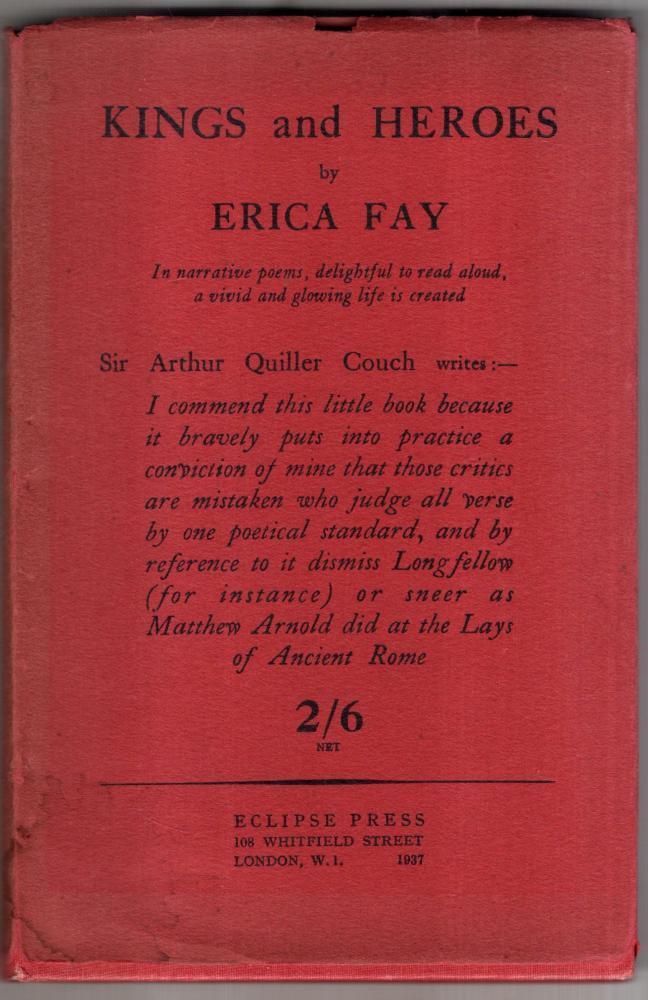 KINGS and HEROES
by
ERICA FAY
In narrative poems, delightful to read aloud,
a vivid and glowing life is created
Sir Arthur Quiller Couch writes:—
I commend this little book because
it bravely puts into practice a
conviction of mine that those critics
are mistaken who judge all verse
by one poetical standard, and by
reference to it dismiss Longfellow
(for instance) or sneer as
Matthew Arnold did at the Lays
of Ancient Rome
2/6
NET
ECLIPSE PRESS
108 WHITFIELD STREET
LONDON, W.1. 1937